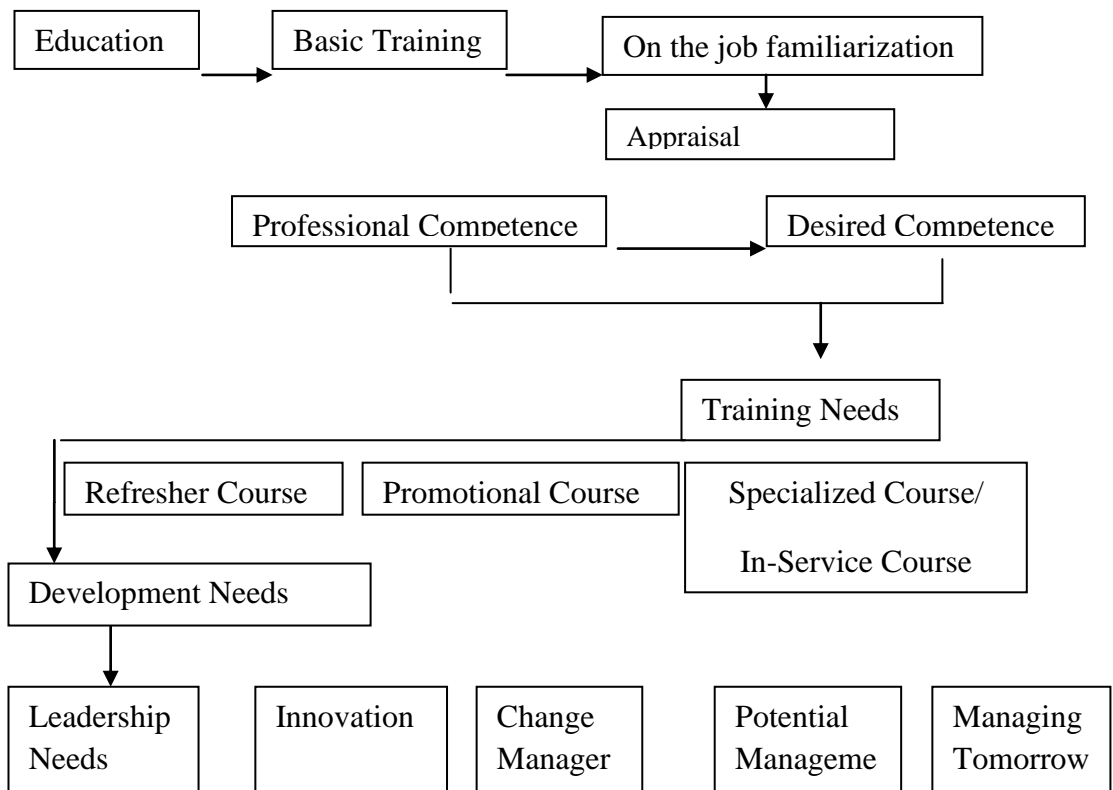 Education
Basic Training
On the job familiarization
Appraisal
Professional Competence
Desired Competence
Training Needs
Refresher Course
Promotional Course
Specialized Course/
In-Service Course
Development Needs
Leadership
Needs
Innovation
Change
Manager
Potential
Manageme
Managing
Tomorrow